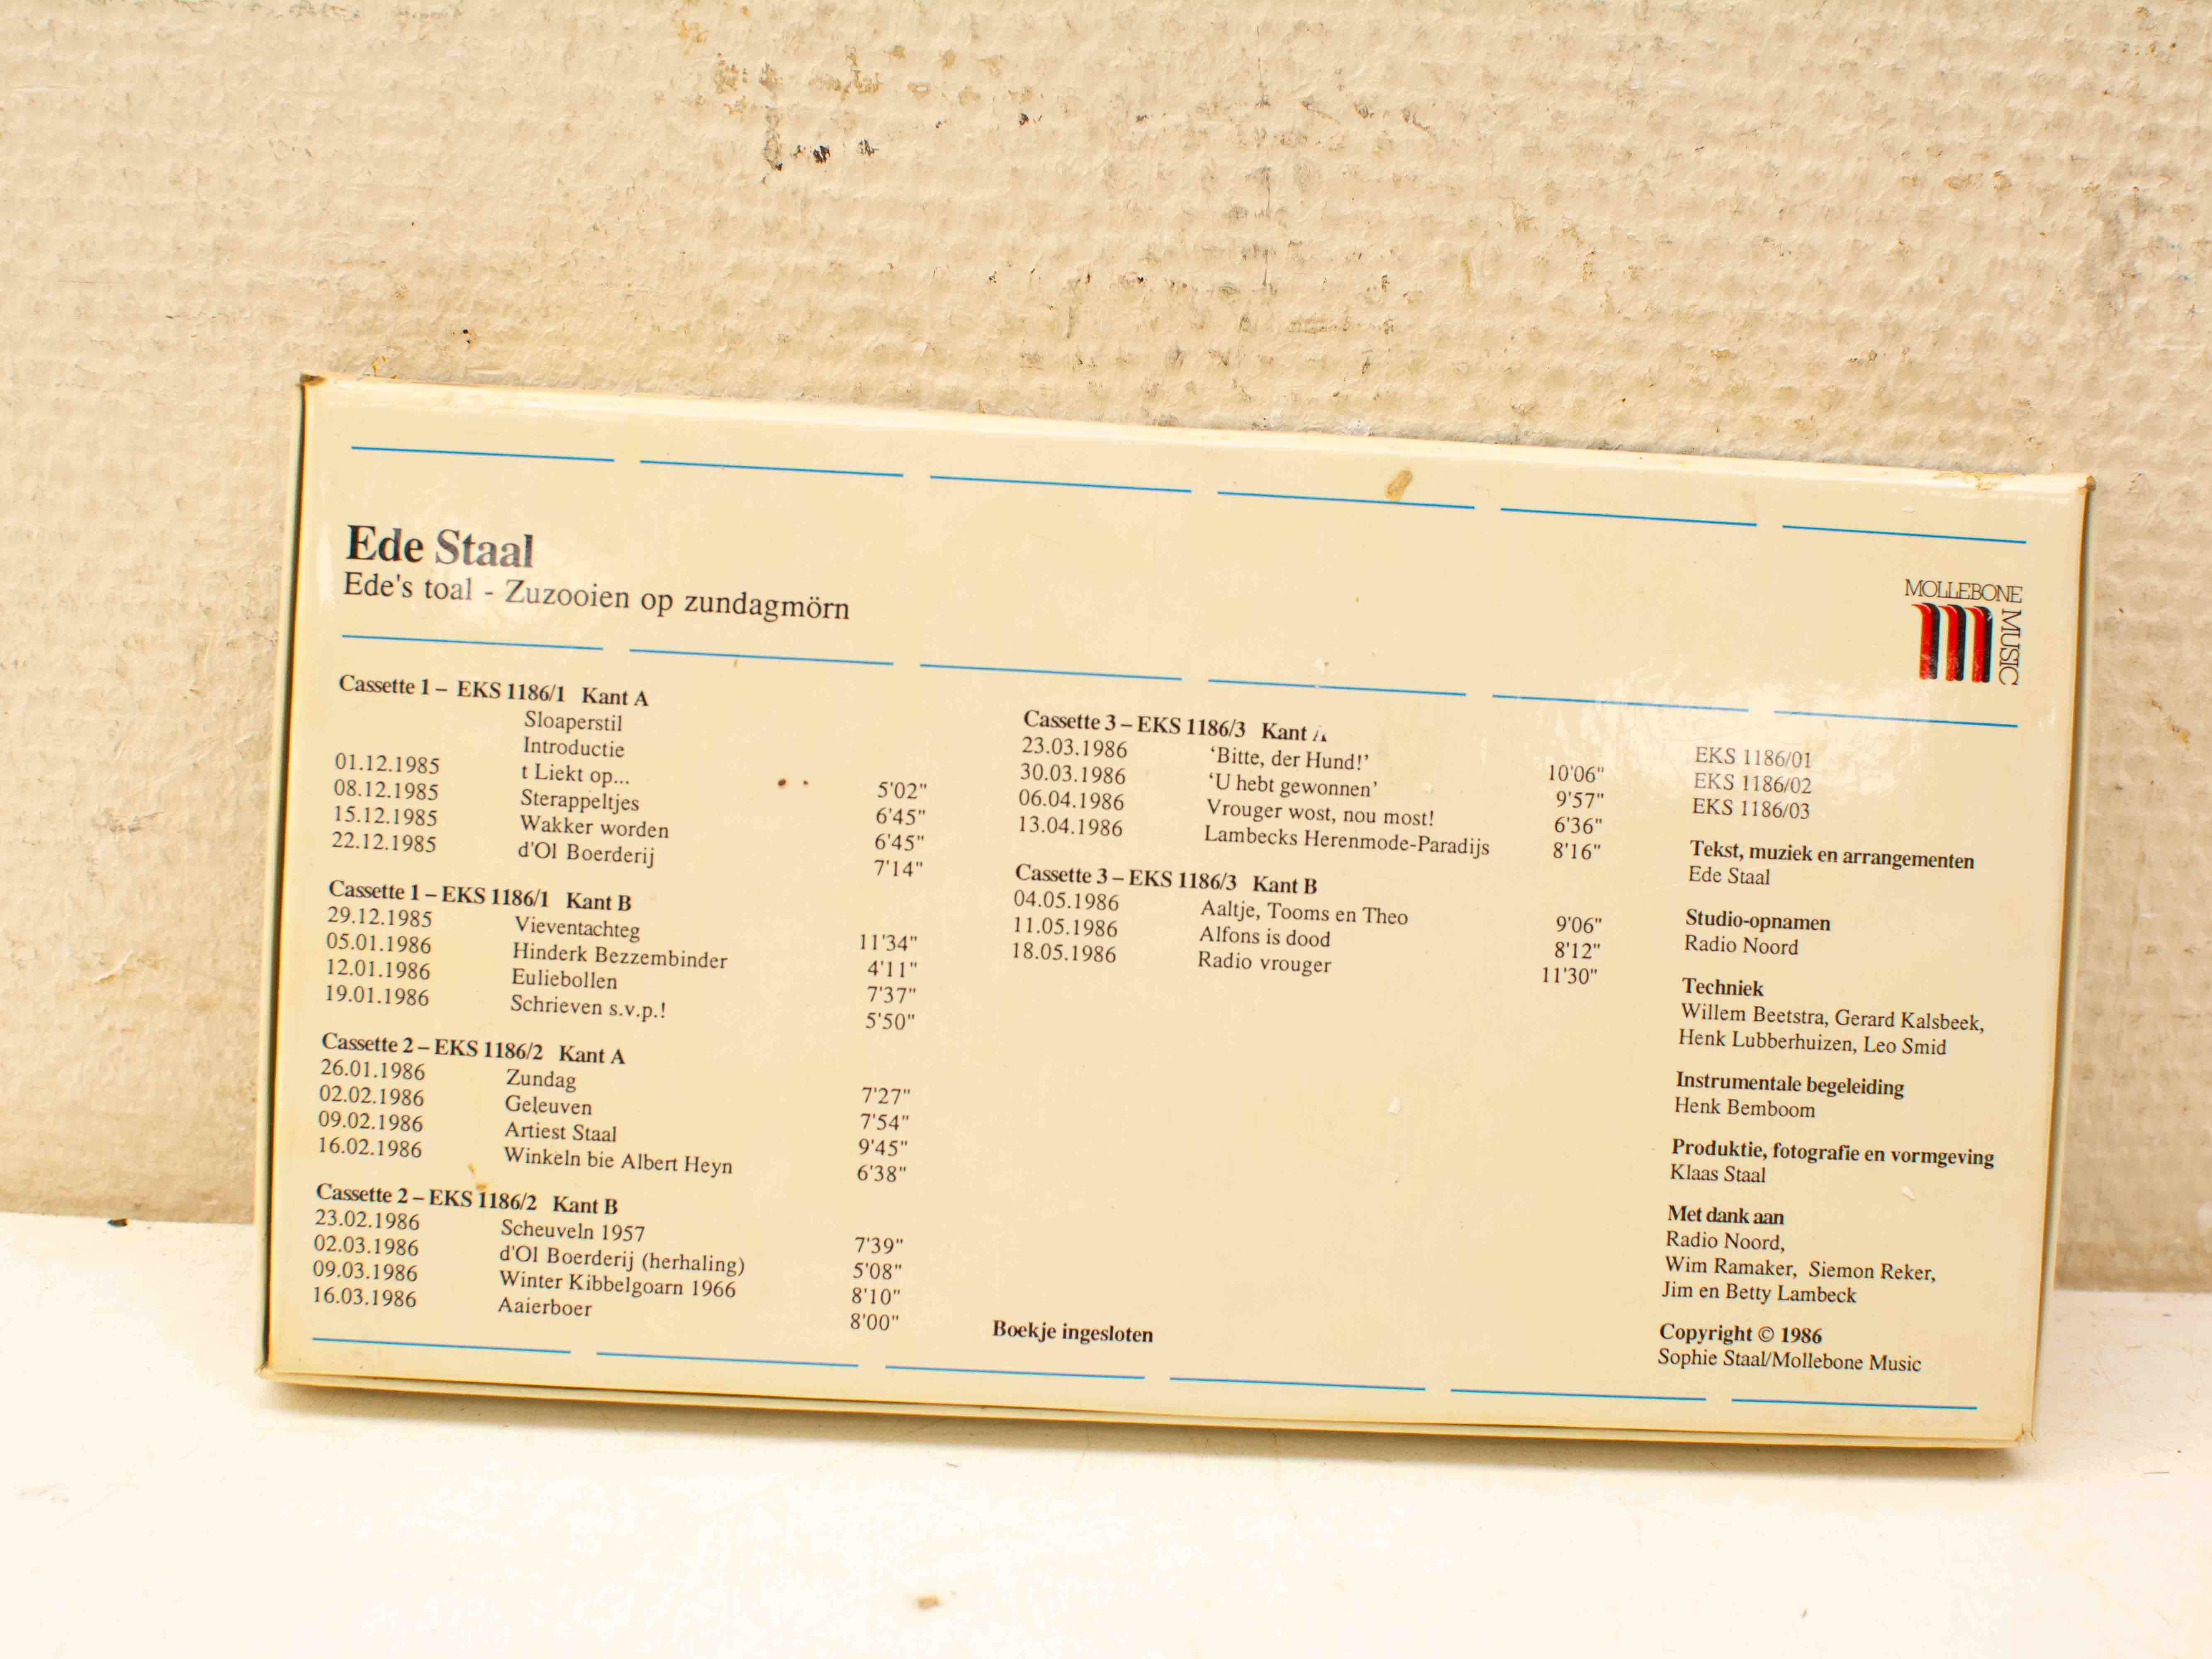 Ede Staal
Ede's toal - Zuzooien op zundagmörn
MOLLEBONE
MUSIC
Cassette 1 – EKS 1186/1 Kant A
Sloaperstil
Introductie
01.12.1985 t Liekt op... 5'02"
08.12.1985 Sterappeltjes 6'45"
15.12.1985 Wakker worden 6'45"
22.12.1985 d'Ol Boerderij 7'14"
Cassette 1 – EKS 1186/1 Kant B
29.12.1985 Vieventachteg 11'34"
05.01.1986 Hinderk Bezzembinder 4'11"
12.01.1986 Euliebollen 7'37"
19.01.1986 Schrieven s.v.p.! 5'50"
Cassette 2 – EKS 1186/2 Kant A
26.01.1986 Zundag 7'27"
02.02.1986 Geleuven 7'54"
09.02.1986 Artiest Staal 9'45"
16.02.1986 Winkeln bie Albert Heyn 6'38"
Cassette 2 – EKS 1186/2 Kant B
23.02.1986 Scheuveln 1957 7'39"
02.03.1986 d'Ol Boerderij (herhaling) 5'08"
09.03.1986 Winter Kibbelgoarn 1966 8'10"
16.03.1986 Aaierboer 8'00"
Cassette 3 – EKS 1186/3 Kant A
23.03.1986 'Bitte, der Hund!' 10'06"
30.03.1986 'U hebt gewonnen' 9'57"
06.04.1986 Vrouger wost, nou most! 6'36"
13.04.1986 Lambecks Herenmode-Paradijs 8'16"
Cassette 3 – EKS 1186/3 Kant B
04.05.1986 Aaltje, Tooms en Theo 9'06"
11.05.1986 Alfons is dood 8'12"
18.05.1986 Radio vrouger 11'30"
Boekje ingesloten
EKS 1186/01
EKS 1186/02
EKS 1186/03
Tekst, muziek en arrangementen
Ede Staal
Studio-opnamen
Radio Noord
Techniek
Willem Beetstra, Gerard Kalsbeek,
Henk Lubberhuizen, Leo Smid
Instrumentale begeleiding
Henk Bemboom
Produktie, fotografie en vormgeving
Klaas Staal
Met dank aan
Radio Noord,
Wim Ramaker, Siemon Reker,
Jim en Betty Lambeck
Copyright © 1986
Sophie Staal/Mollebone Music